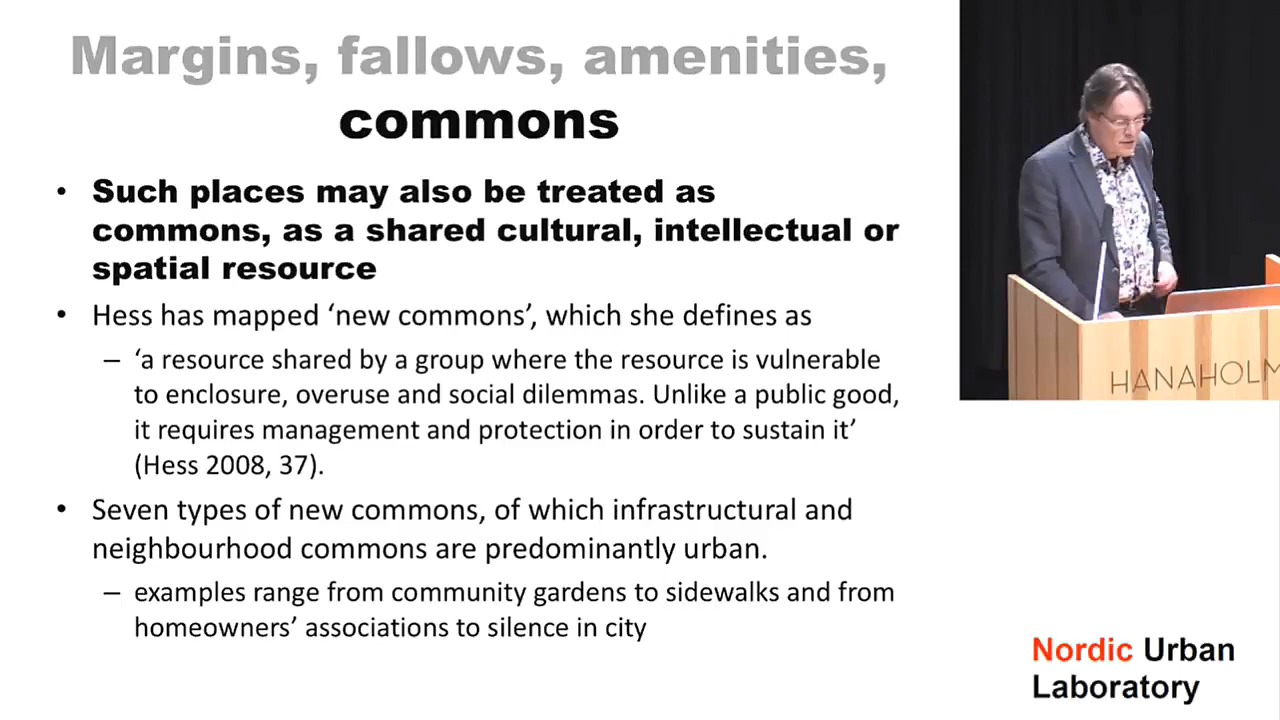 Margins, fallows, amenities,
commons
• Such places may also be treated as
commons, as a shared cultural, intellectual or
spatial resource
• Hess has mapped ‘new commons’, which she defines as
– ‘a resource shared by a group where the resource is vulnerable
to enclosure, overuse and social dilemmas. Unlike a public good,
it requires management and protection in order to sustain it’
(Hess 2008, 37).
• Seven types of new commons, of which infrastructural and
neighbourhood commons are predominantly urban.
– examples range from community gardens to sidewalks and from
homeowners’ associations to silence in city
HANAHOLM
Nordic Urban
Laboratory